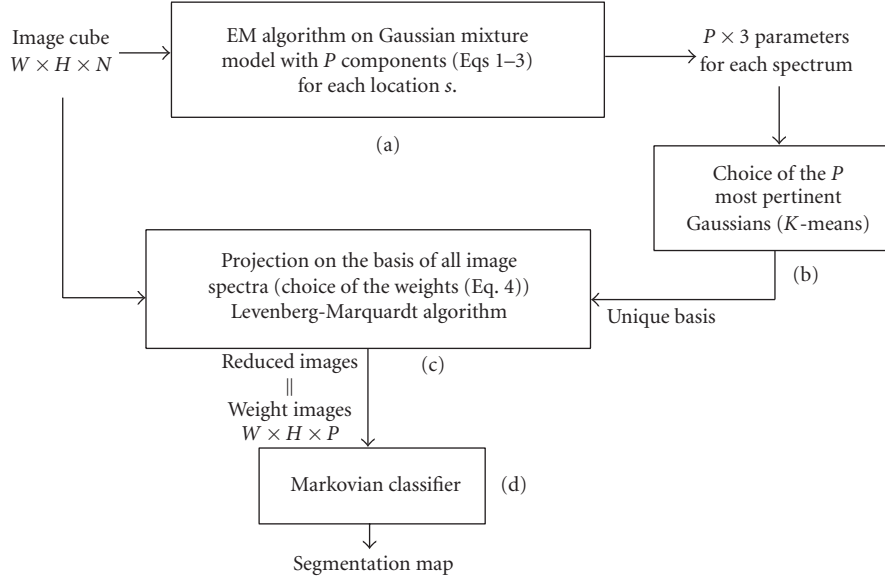 Image cube
W × H × N
EM algorithm on Gaussian mixture
model with P components (Eqs 1–3)
for each location s.
(a)
P × 3 parameters
for each spectrum
Choice of the P
most pertinent
Gaussians (K-means)
(b)
Unique basis
Projection on the basis of all image
spectra (choice of the weights (Eq. 4))
Levenberg-Marquardt algorithm
(c)
Reduced images
||
Weight images
W × H × P
Markovian classifier
(d)
Segmentation map